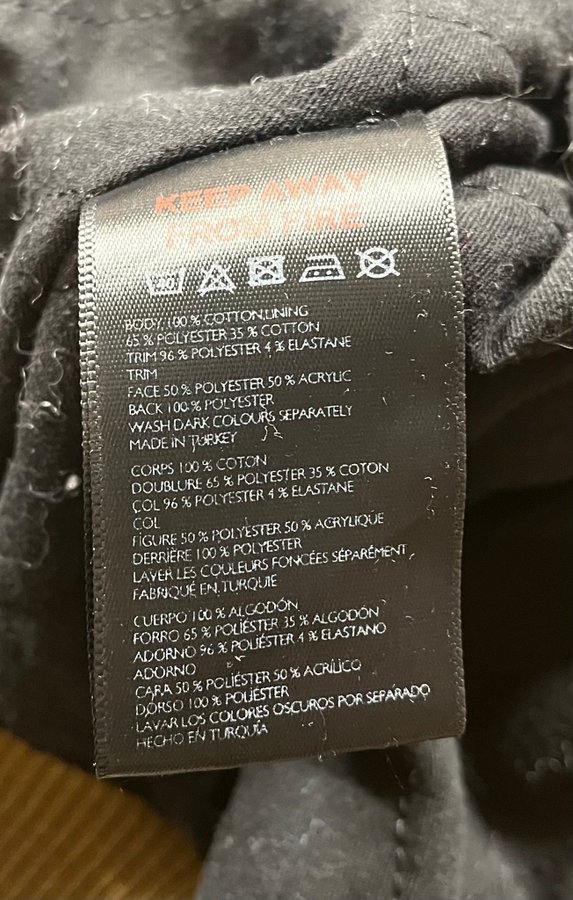 KEEP AWAY
FROM FIRE
40
BODY 100 % COTTON LINING
65 % POLYESTER 35 % COTTON
TRIM 96 % POLYESTER 4 % ELASTANE
TRIM
FACE 50 % POLYESTER 50 % ACRYLIC
BACK 100 % POLYESTER
WASH DARK COLOURS SEPARATELY
MADE IN TURKEY
CORPS 100 % COTON
DOUBLURE 65 % POLYESTER 35 % COTON
COL 96 % POLYESTER 4 % ELASTANE
COL
FIGURE 50 % POLYESTER 50 % ACRYLIQUE
DERRIÈRE 100 % POLYESTER
LAVER LES COULEURS FONCÉES SÉPARÉMENT
FABRIQUÉ EN TURQUIE
CUERPO 100 % ALGODÓN
FORRO 65 % POLIÉSTER 35 % ALGODÓN
ADORNO 96 % POLIÉSTER 4 % ELASTANO
ADORNO
CARA 50 % POLIÉSTER 50 % ACRÍLICO
DORSO 100 % POLIÉSTER
LAVAR LOS COLORES OSCUROS POR SEPARADO
HECHO EN TURQUÍA